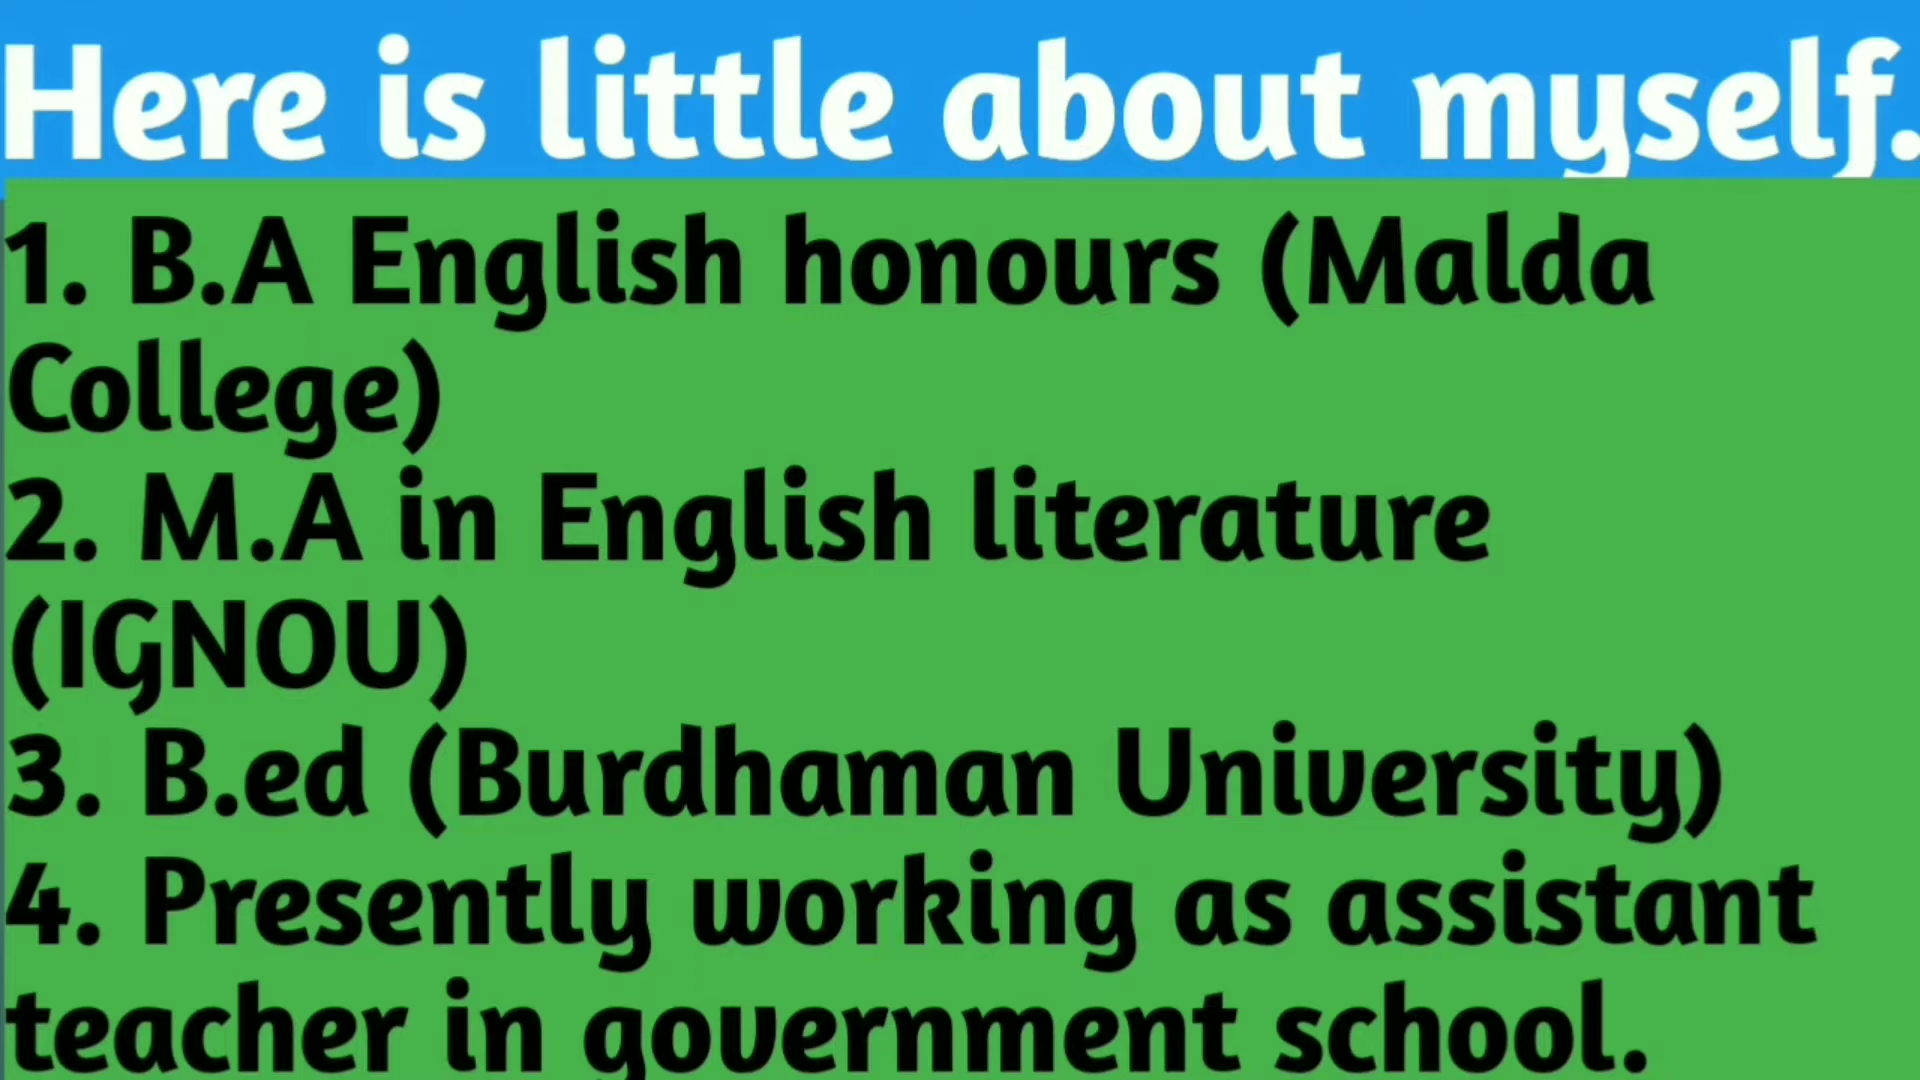 Here is little about myself.
1. B.A English honours (Malda
College)
2. M.A in English literature
(IGNOU)
3. B.ed (Burdhaman University)
4. Presently working as assistant
teacher in government school.